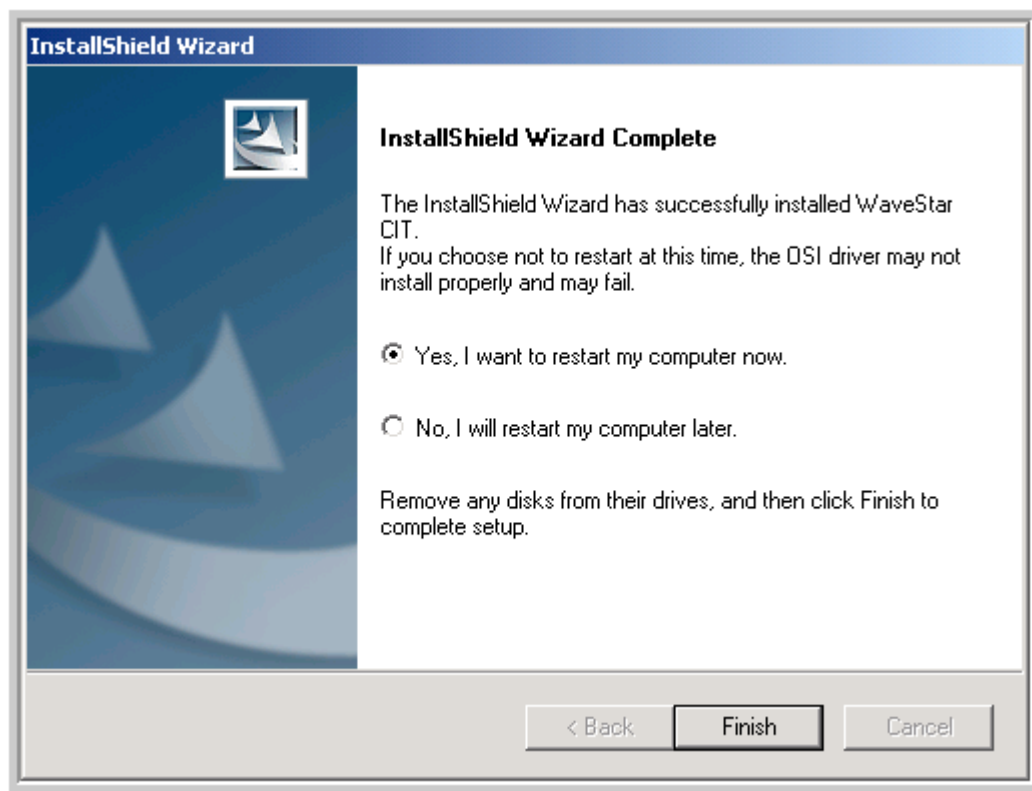 InstallShield Wizard
InstallShield Wizard Complete
The InstallShield Wizard has successfully installed WaveStar
CIT.
If you choose not to restart at this time, the OSI driver may not
install properly and may fail.
Yes, I want to restart my computer now.
No, I will restart my computer later.
Remove any disks from their drives, and then click Finish to
complete setup.
< Back Finish Cancel